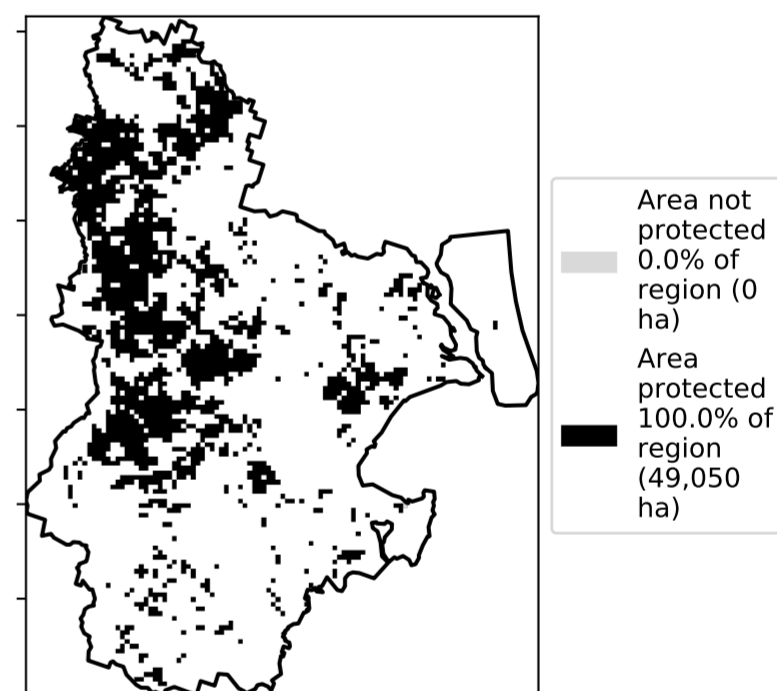 Area not
protected
0.0% of
region (0
ha)
Area
protected
100.0% of
region
(49,050
ha)